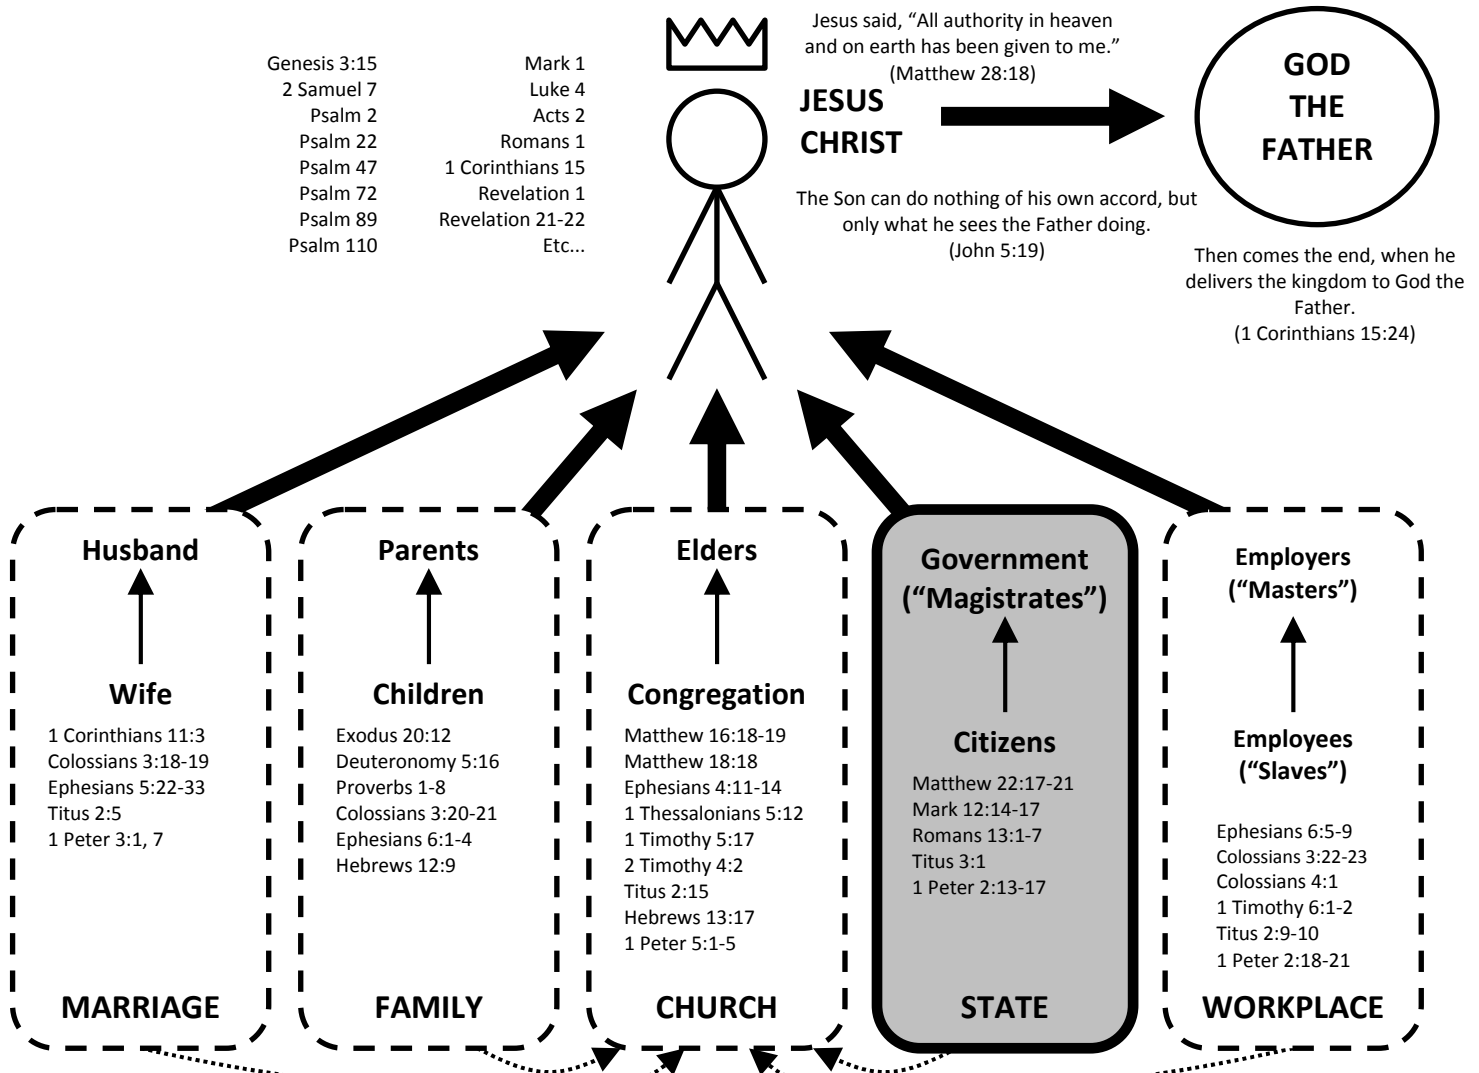 Genesis 3:15
2 Samuel 7
Psalm 2
Psalm 22
Psalm 47
Psalm 72
Psalm 89
Psalm 110
Mark 1
Luke 4
Acts 2
Romans 1
1 Corinthians 15
Revelation 1
Revelation 21-22
Etc...
Jesus said, “All authority in heaven
and on earth has been given to me.”
(Matthew 28:18)
JESUS
CHRIST
The Son can do nothing of his own accord, but
only what he sees the Father doing.
(John 5:19)
GOD
THE
FATHER
Then comes the end, when he
delivers the kingdom to God the
Father.
(1 Corinthians 15:24)
Husband
Wife
1 Corinthians 11:3
Colossians 3:18-19
Ephesians 5:22-33
Titus 2:5
1 Peter 3:1, 7
MARRIAGE
Parents
Children
Exodus 20:12
Deuteronomy 5:16
Proverbs 1-8
Colossians 3:20-21
Ephesians 6:1-4
Hebrews 12:9
FAMILY
Elders
Congregation
Matthew 16:18-19
Matthew 18:18
Ephesians 4:11-14
1 Thessalonians 5:12
1 Timothy 5:17
2 Timothy 4:2
Titus 2:15
Hebrews 13:17
1 Peter 5:1-5
CHURCH
Government
(“Magistrates”)
Citizens
Matthew 22:17-21
Mark 12:14-17
Romans 13:1-7
Titus 3:1
1 Peter 2:13-17
STATE
Employers
(“Masters”)
Employees
(“Slaves”)
Ephesians 6:5-9
Colossians 3:22-23
Colossians 4:1
1 Timothy 6:1-2
Titus 2:9-10
1 Peter 2:18-21
WORKPLACE